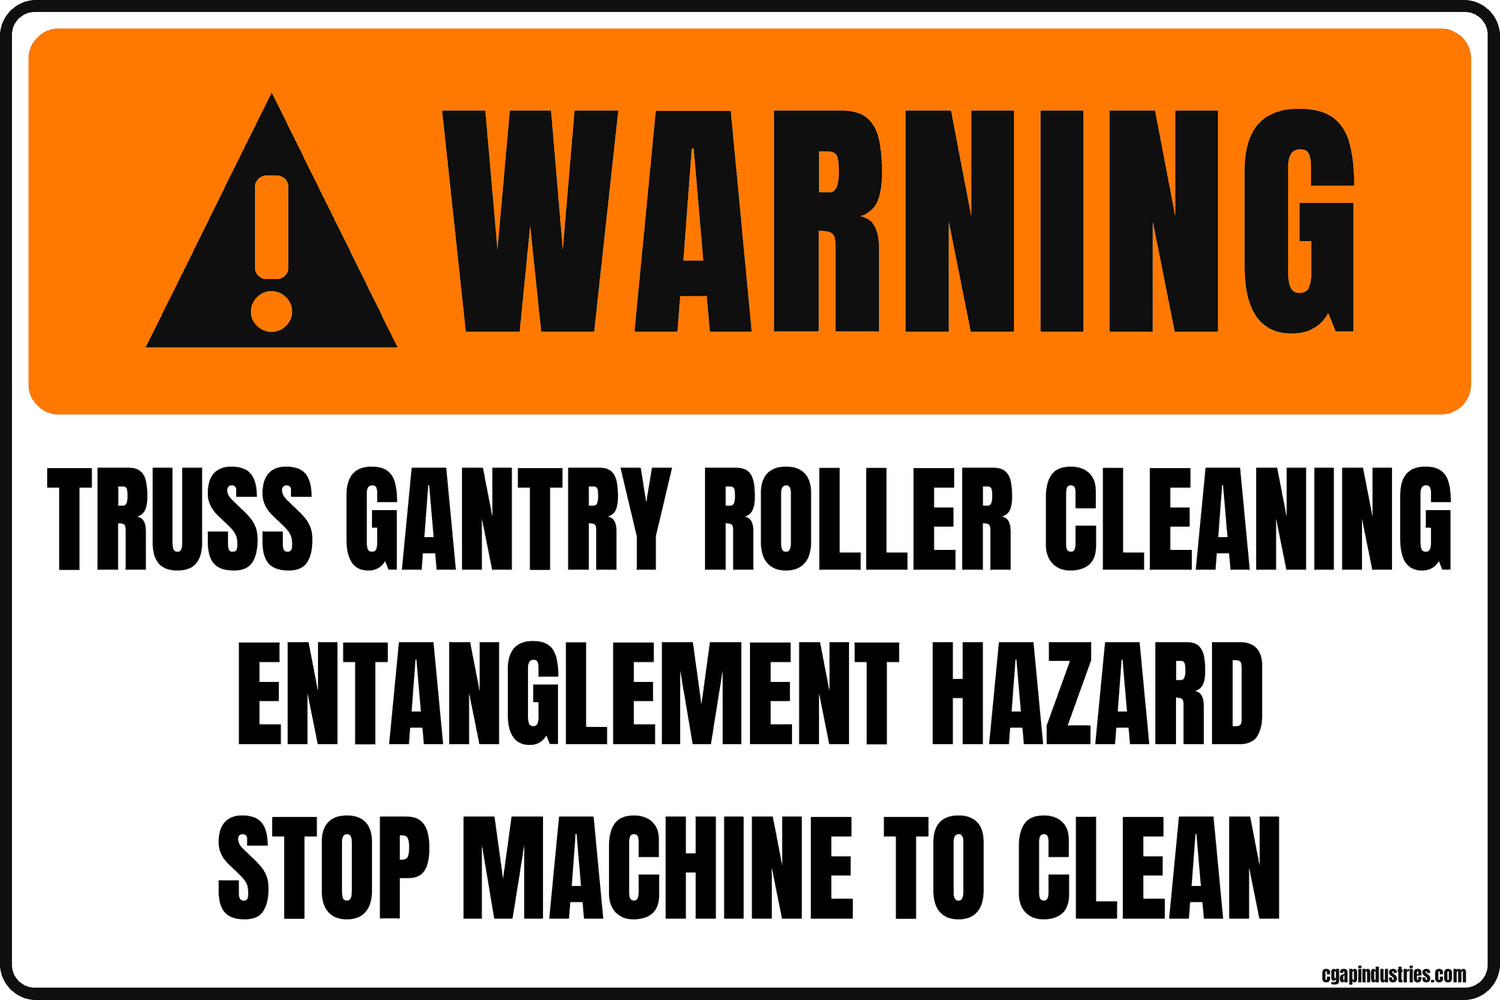 WARNING
TRUSS GANTRY ROLLER CLEANING
ENTANGLEMENT HAZARD
STOP MACHINE TO CLEAN
cgapindustries.com